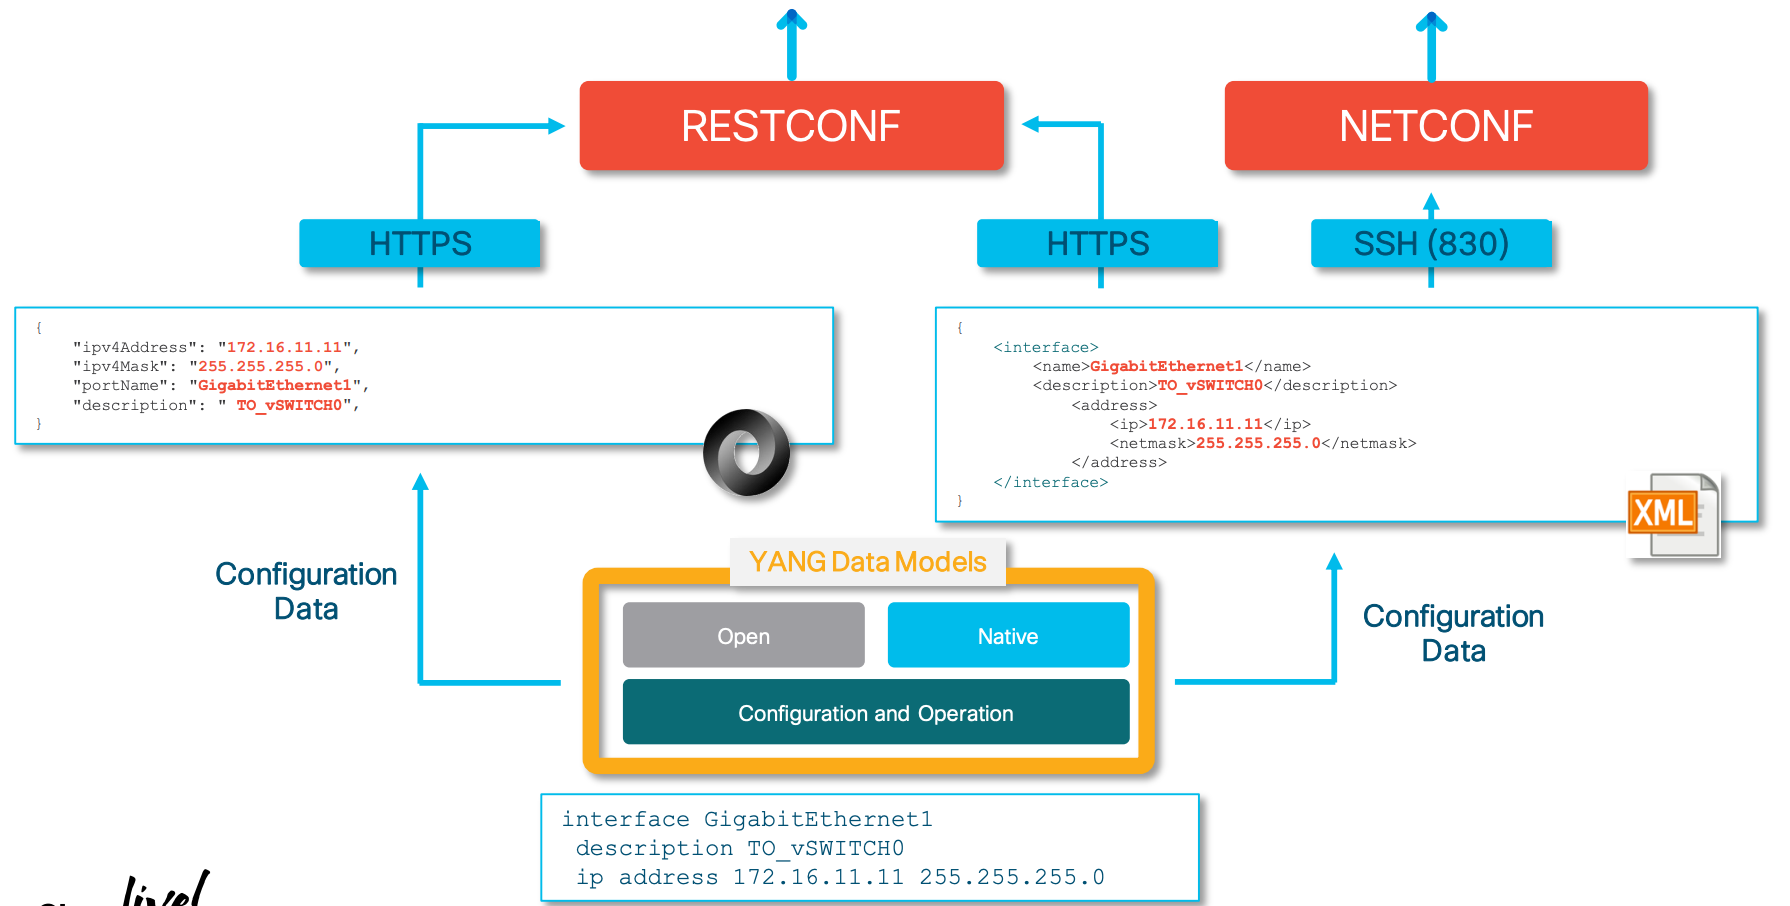 RESTCONF
NETCONF
HTTPS
HTTPS
SSH (830)
{
"ipv4Address": "172.16.11.11",
"ipv4Mask": "255.255.255.0",
"portName": "GigabitEthernet1",
"description": " TO_vSWITCH0",
}
{
<interface>
<name>GigabitEthernet1</name>
<description>TO_vSWITCH0</description>
<address>
<ip>172.16.11.11</ip>
<netmask>255.255.255.0</netmask>
</address>
</interface>
}
XML
Configuration
Data
YANG Data Models
Open
Native
Configuration and Operation
Configuration
Data
interface GigabitEthernet1
description TO_vSWITCH0
ip address 172.16.11.11 255.255.255.0
live!